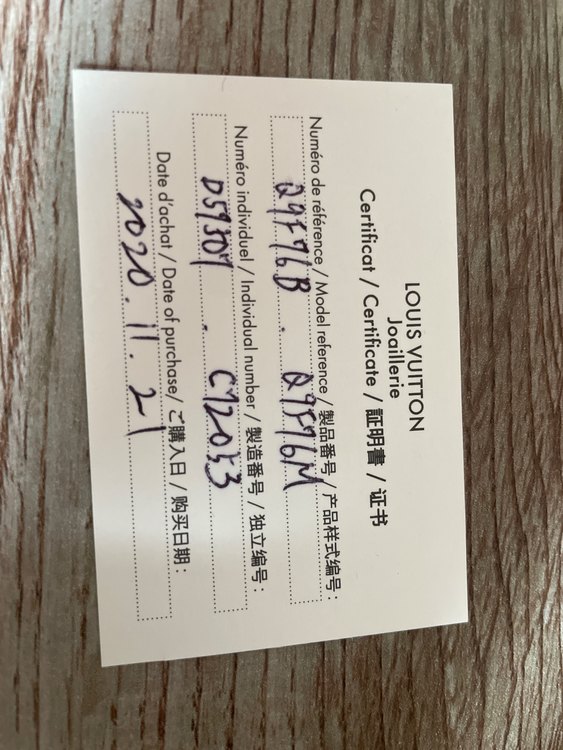 LOUIS VUITTON
Joaillerie
Certificat / Certificate / 証明書 / 证书
Numéro de référence / Model reference / 製品番号 / 产品样式编号:
Q9F76B . Q9F76M
Numéro individuel / Individual number / 製造番号 / 独立编号:
D59307 . C92053
Date d'achat / Date of purchase / ご購入日 / 购买日期:
2020.11.21